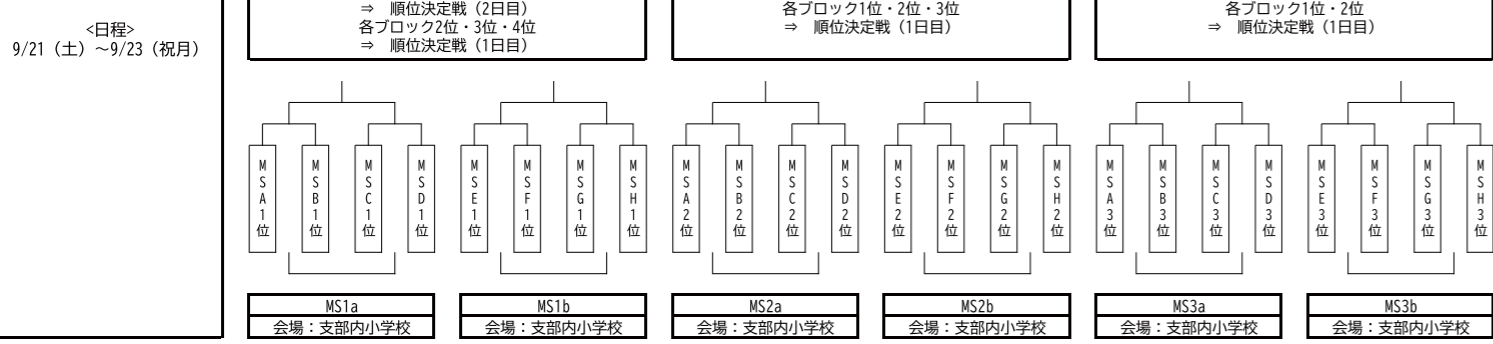 <日程>
9/21（土）～9/23（祝月）
⇒　順位決定戦（2日目）
各ブロック2位・3位・4位
⇒　順位決定戦（1日目）
各ブロック1位・2位・3位
⇒　順位決定戦（1日目）
各ブロック1位・2位
⇒　順位決定戦（1日目）
MSA1位
MSB1位
MSC1位
MSD1位
MSE1位
MSF1位
MSG1位
MSH1位
MSA2位
MSB2位
MSC2位
MSD2位
MSE2位
MSF2位
MSG2位
MSH2位
MSA3位
MSB3位
MSC3位
MSD3位
MSE3位
MSF3位
MSG3位
MSH3位
MS1a
会場：支部内小学校
MS1b
会場：支部内小学校
MS2a
会場：支部内小学校
MS2b
会場：支部内小学校
MS3a
会場：支部内小学校
MS3b
会場：支部内小学校